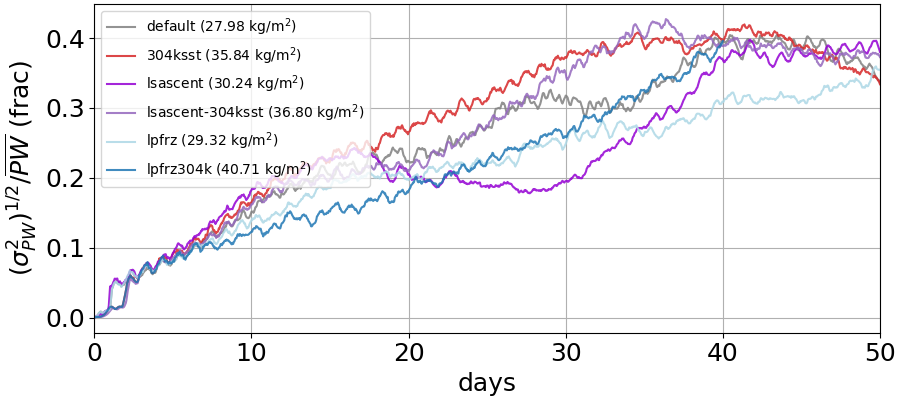 default (27.98 kg/m²)
304ksst (35.84 kg/m²)
lsascent (30.24 kg/m²)
lsascent-304ksst (36.80 kg/m²)
lpfrz (29.32 kg/m²)
lpfrz304k (40.71 kg/m²)
(σ²_PW)^1/2/P̅W̅ (frac)
0.4
0.3
0.2
0.1
0.0
0 10 20 30 40 50
days